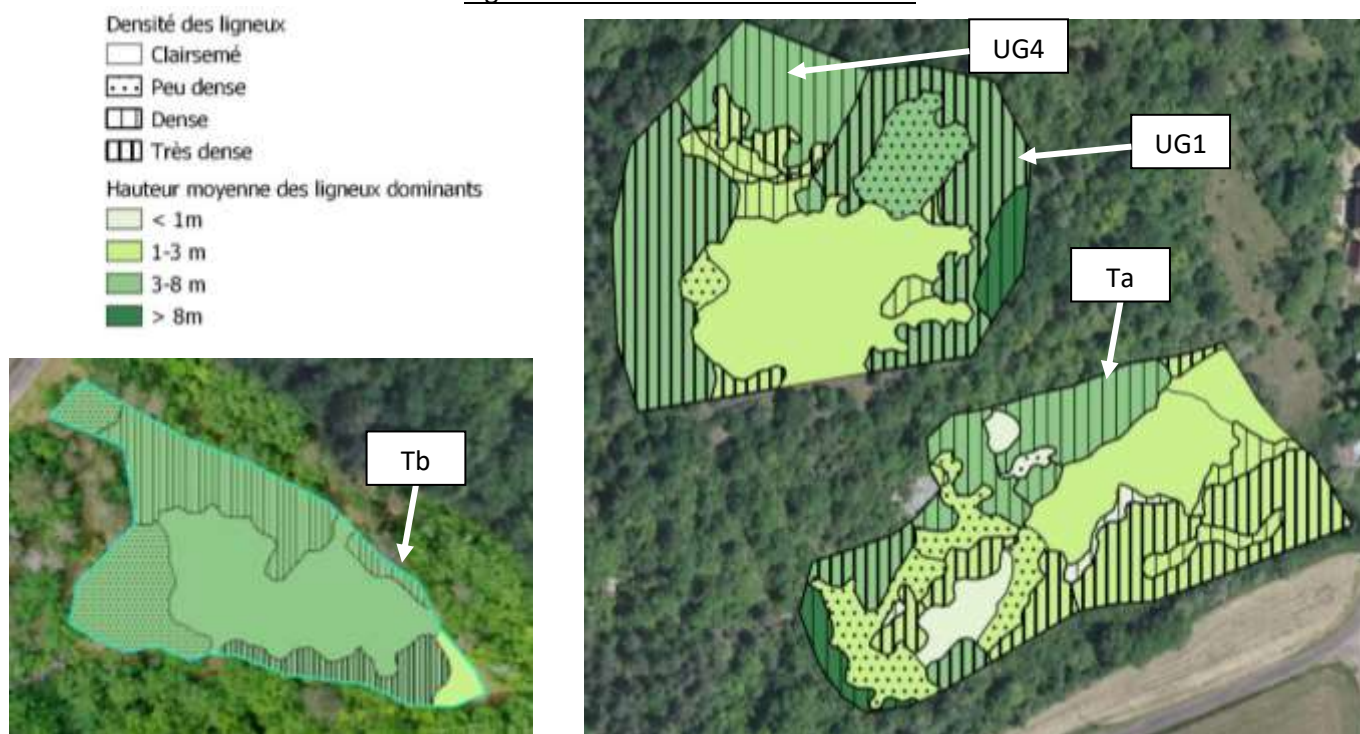 Densité des ligneux
Clairsemé
Peu dense
Dense
Très dense
Hauteur moyenne des ligneux dominants
< 1m
1-3 m
3-8 m
> 8m
UG4
UG1
Ta
Tb